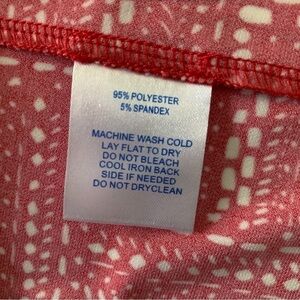 95% POLYESTER
5% SPANDEX
MACHINE WASH COLD
LAY FLAT TO DRY
DO NOT BLEACH
COOL IRON BACK
SIDE IF NEEDED
DO NOT DRYCLEAN